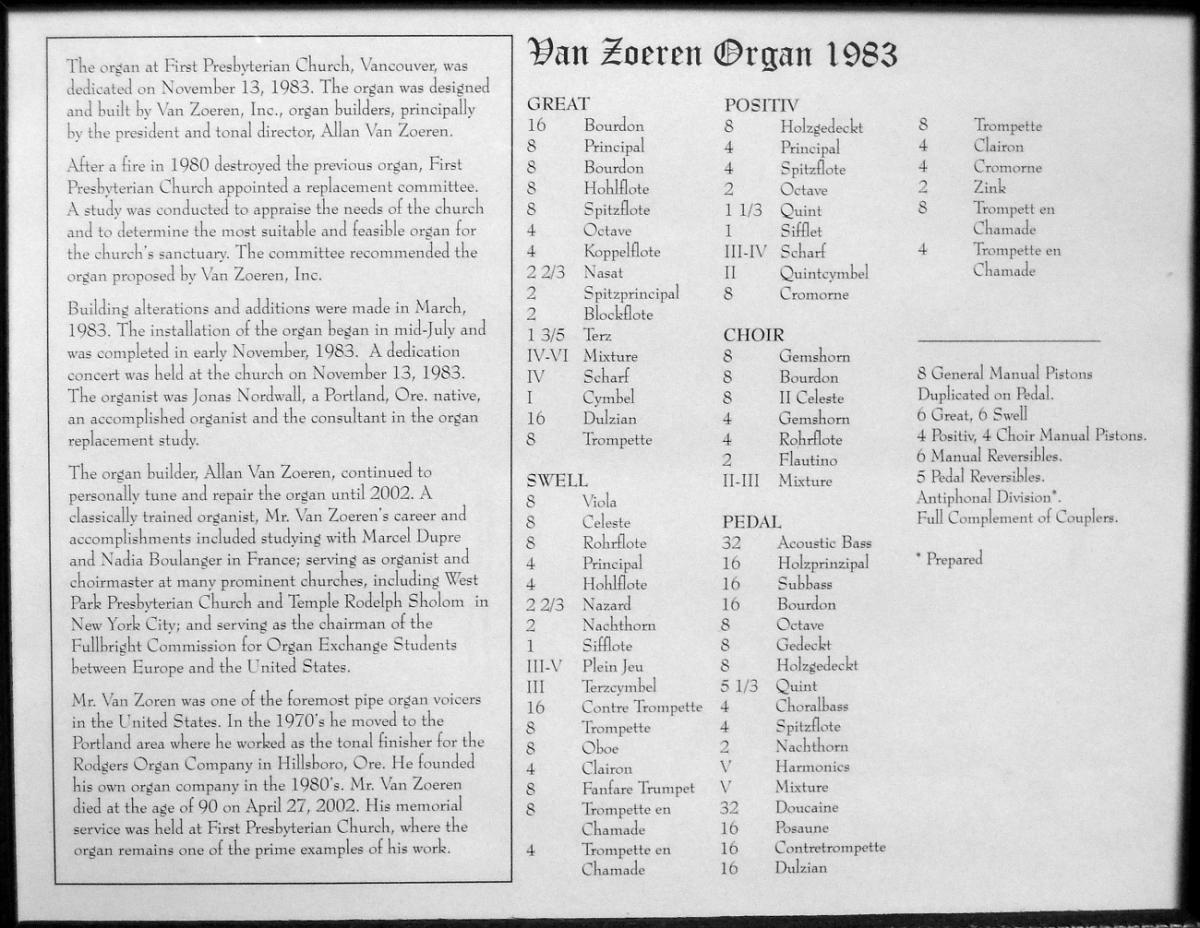 The organ at First Presbyterian Church, Vancouver, was
dedicated on November 13, 1983. The organ was designed
and built by Van Zoeren, Inc., organ builders, principally
by the president and tonal director, Allan Van Zoeren.
After a fire in 1980 destroyed the previous organ, First
Presbyterian Church appointed a replacement committee.
A study was conducted to appraise the needs of the church
and to determine the most suitable and feasible organ for
the church's sanctuary. The committee recommended the
organ proposed by Van Zoeren, Inc.
Building alterations and additions were made in March,
1983. The installation of the organ began in mid-July and
was completed in early November, 1983. A dedication
concert was held at the church on November 13, 1983.
The organist was Jonas Nordwall, a Portland, Ore. native,
an accomplished organist and the consultant in the organ
replacement study.
The organ builder, Allan Van Zoeren, continued to
personally tune and repair the organ until 2002. A
classically trained organist, Mr. Van Zoeren's career and
accomplishments included studying with Marcel Dupre
and Nadia Boulanger in France; serving as organist and
choirmaster at many prominent churches, including West
Park Presbyterian Church and Temple Rodelph Sholom in
New York City; and serving as the chairman of the
Fullbright Commission for Organ Exchange Students
between Europe and the United States.
Mr. Van Zoren was one of the foremost pipe organ voicers
in the United States. In the 1970's he moved to the
Portland area where he worked as the tonal finisher for the
Rodgers Organ Company in Hillsboro, Ore. He founded
his own organ company in the 1980's. Mr. Van Zoeren
died at the age of 90 on April 27, 2002. His memorial
service was held at First Presbyterian Church, where the
organ remains one of the prime examples of his work.
Van Zoeren Organ 1983
GREAT
16 Bourdon
8 Principal
8 Bourdon
8 Hohlflote
8 Spitzflote
4 Octave
4 Koppelflote
2 2/3 Nasat
2 Spitzprincipal
2 Blockflote
1 3/5 Terz
IV-VI Mixture
IV Scharf
I Cymbel
16 Dulzian
8 Trompette
SWELL
8 Viola
8 Celeste
8 Rohrflote
4 Principal
4 Hohlflote
2 2/3 Nazard
2 Nachthorn
1 Sifflote
III-V Plein Jeu
III Terzcymbel
16 Contre Trompette
8 Trompette
8 Oboe
4 Clairon
8 Fanfare Trumpet
8 Trompette en
Chamade
4 Trompette en
Chamade
POSITIV
8 Holzgedeckt
4 Principal
4 Spitzflote
2 Octave
1 1/3 Quint
1 Sifflet
III-IV Scharf
II Quintcymbel
8 Cromorne
CHOIR
8 Gemshorn
8 Bourdon
8 II Celeste
4 Gemshorn
4 Rohrflote
2 Flautino
II-III Mixture
PEDAL
32 Acoustic Bass
16 Holzprinzipal
16 Subbass
16 Bourdon
8 Octave
8 Gedeckt
8 Holzgedeckt
5 1/3 Quint
4 Choralbass
4 Spitzflote
2 Nachthorn
V Harmonics
V Mixture
32 Doucaine
16 Posaune
16 Contretrompette
16 Dulzian
8 Trompette
4 Clairon
4 Cromorne
2 Zink
8 Trompett en
Chamade
4 Trompette en
Chamade
8 General Manual Pistons
Duplicated on Pedal.
6 Great, 6 Swell
4 Positiv, 4 Choir Manual Pistons.
6 Manual Reversibles.
5 Pedal Reversibles.
Antiphonal Division*.
Full Complement of Couplers.
* Prepared